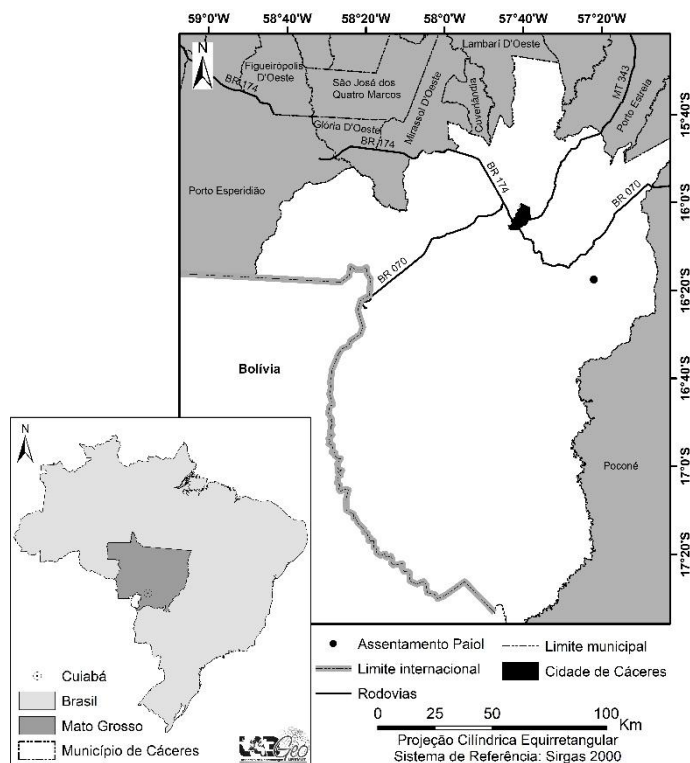 59°0'W 58°40'W 58°20'W 58°0'W 57°40'W 57°20'W
N
Lambarí D'Oeste
Figueirópolis
D'Oeste
BR 174
São José dos
Quatro Marcos
Mirassol D'Oeste
Curvelândia
MT 343
Porto Estrela
15°40'S
Glória D'Oeste
BR 174
Porto Esperidião
BR 174
16°0'S
BR 070
BR 070
16°20'S
Bolívia
16°40'S
Poconé
17°0'S
17°20'S
N
Cuiabá
Brasil
Mato Grosso
Município de Cáceres
Geo
Assentamento Paiol
Limite municipal
Limite internacional
Cidade de Cáceres
Rodovias
0 25 50 100
Km
Projeção Cilíndrica Equirretangular
Sistema de Referência: Sirgas 2000